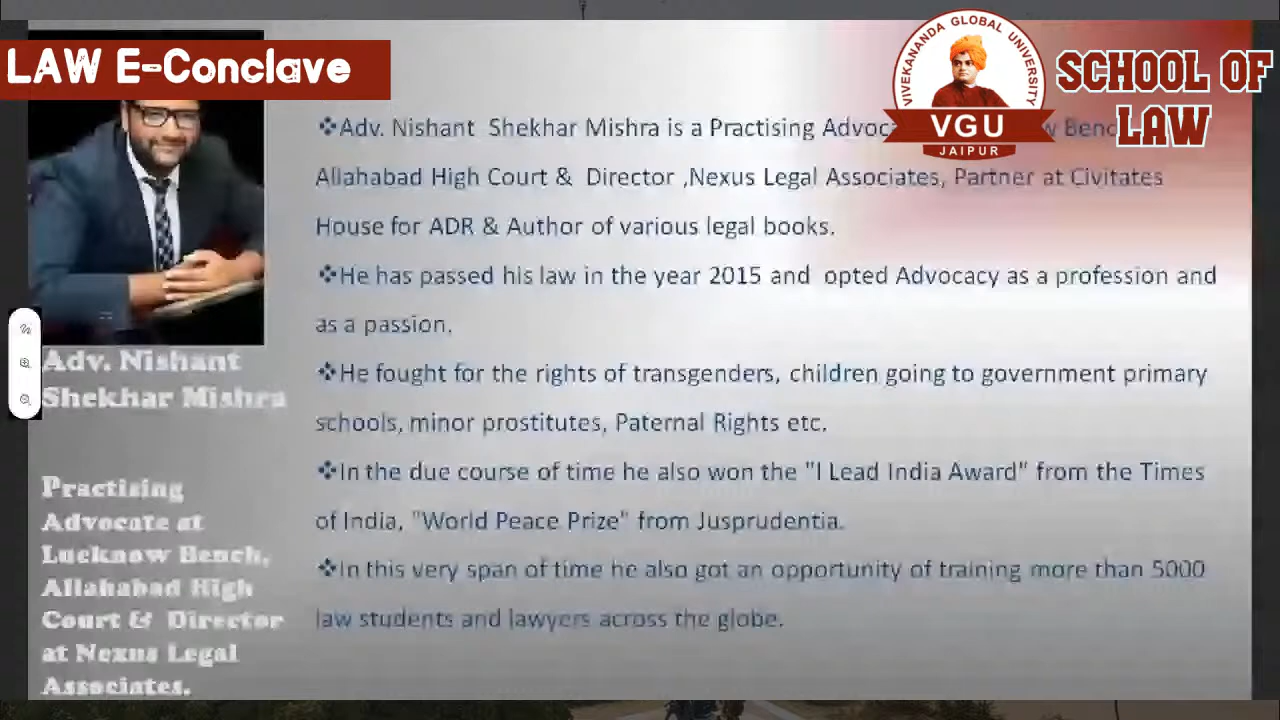 LAW E-Conclave
VIVEKANANDA GLOBAL UNIVERSITY
VGU
JAIPUR
SCHOOL OF
LAW
❖Adv. Nishant Shekhar Mishra is a Practising
Allahabad High Court & Director ,Nexus Legal Associates, Partner at Civitates
House for ADR & Author of various legal books.
❖He has passed his law in the year 2015 and opted Advocacy as a profession and
as a passion.
❖He fought for the rights of transgenders, children going to government primary
schools, minor prostitutes, Paternal Rights etc.
❖In the due course of time he also won the "I Lead India Award" from the Times
of India, "World Peace Prize" from Jusprudentia.
❖In this very span of time he also got an opportunity of training more than 5000
law students and lawyers across the globe.
Adv. Nishant
Shekhar Mishra
Practising
Advocate at
Lucknow Bench,
Allahabad High
Court & Director
at Nexus Legal
Associates.